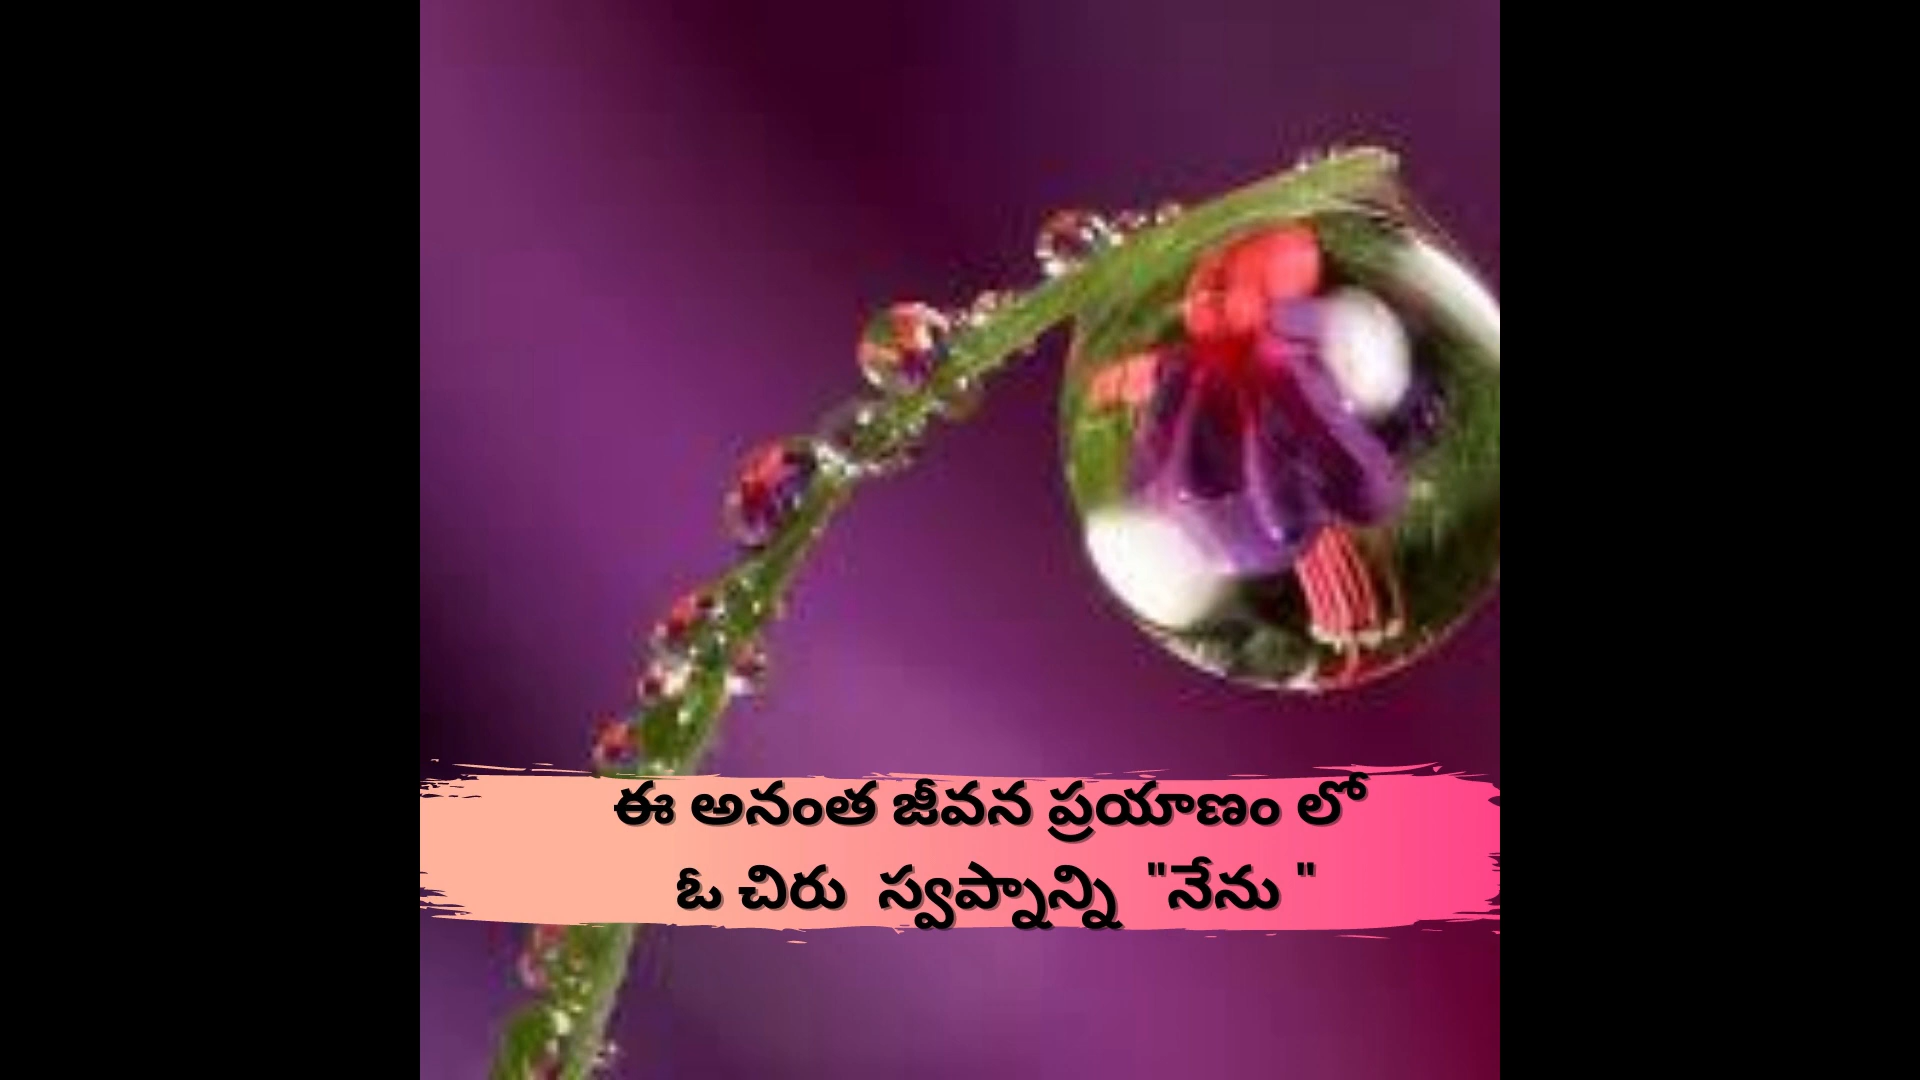 ఈ అనంత జీవన ప్రయాణం లో
ఓ చిరు స్వప్నాన్ని "నేను "